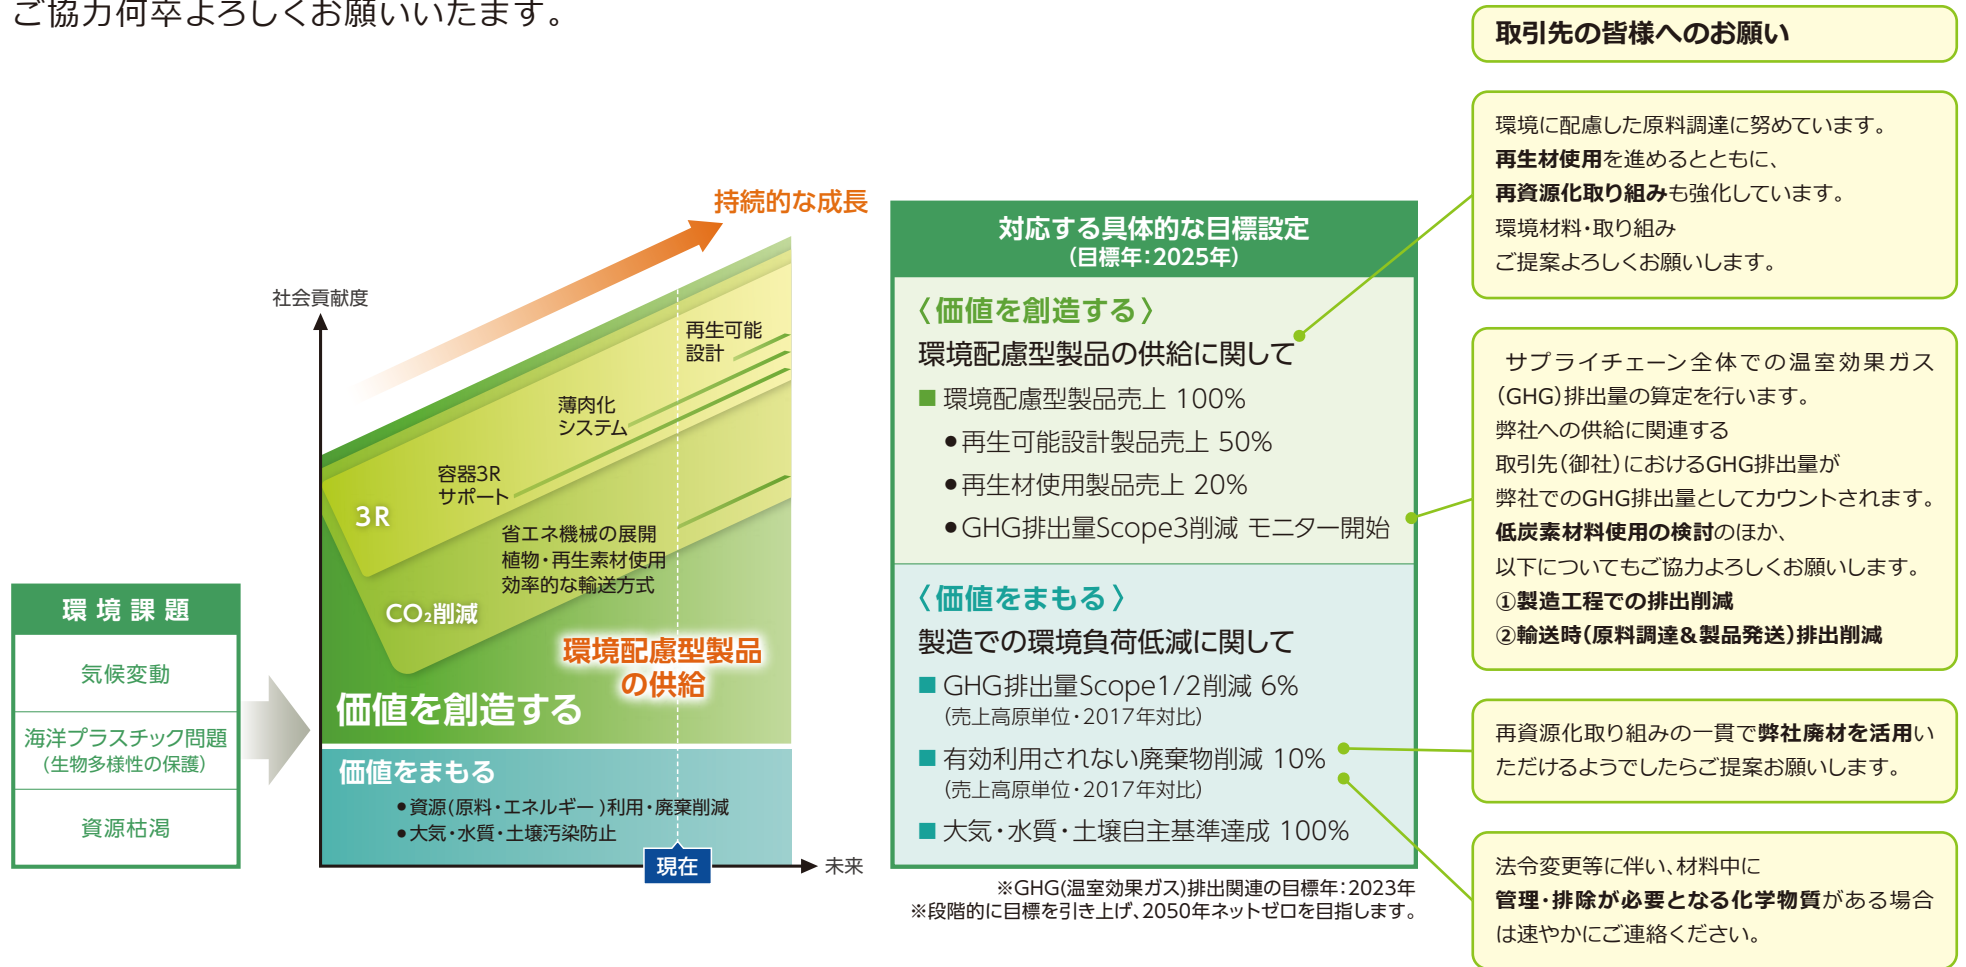 ご協力何卒よろしくお願いいたます。
環境課題
気候変動
海洋プラスチック問題
(生物多様性の保護)
資源枯渇
社会貢献度
持続的な成長
再生可能
設計
薄肉化
システム
容器3R
サポート
3R
省エネ機械の展開
植物・再生素材使用
効率的な輸送方式
CO₂削減
環境配慮型製品
の供給
価値を創造する
価値をまもる
●資源(原料・エネルギー)利用・廃棄削減
●大気・水質・土壌汚染防止
現在
未来
対応する具体的な目標設定
(目標年：2025年)
〈価値を創造する〉
環境配慮型製品の供給に関して
■環境配慮型製品売上 100%
●再生可能設計製品売上 50%
●再生材使用製品売上 20%
●GHG排出量Scope3削減 モニター開始
〈価値をまもる〉
製造での環境負荷低減に関して
■GHG排出量Scope1/2削減 6%
(売上高原単位・2017年対比)
■有効利用されない廃棄物削減 10%
(売上高原単位・2017年対比)
■大気・水質・土壌自主基準達成 100%
※GHG(温室効果ガス)排出関連の目標年：2023年
※段階的に目標を引き上げ、2050年ネットゼロを目指します。
取引先の皆様へのお願い
環境に配慮した原料調達に努めています。
再生材使用を進めるとともに、
再資源化取り組みも強化しています。
環境材料・取り組み
ご提案よろしくお願いします。
サプライチェーン全体での温室効果ガス
(GHG)排出量の算定を行います。
弊社への供給に関連する
取引先(御社)におけるGHG排出量が
弊社でのGHG排出量としてカウントされます。
低炭素材料使用の検討のほか、
以下についてもご協力よろしくお願いします。
①製造工程での排出削減
②輸送時(原料調達&製品発送)排出削減
再資源化取り組みの一貫で弊社廃材を活用い
ただけるようでしたらご提案お願いします。
法令変更等に伴い、材料中に
管理・排除が必要となる化学物質がある場合
は速やかにご連絡ください。